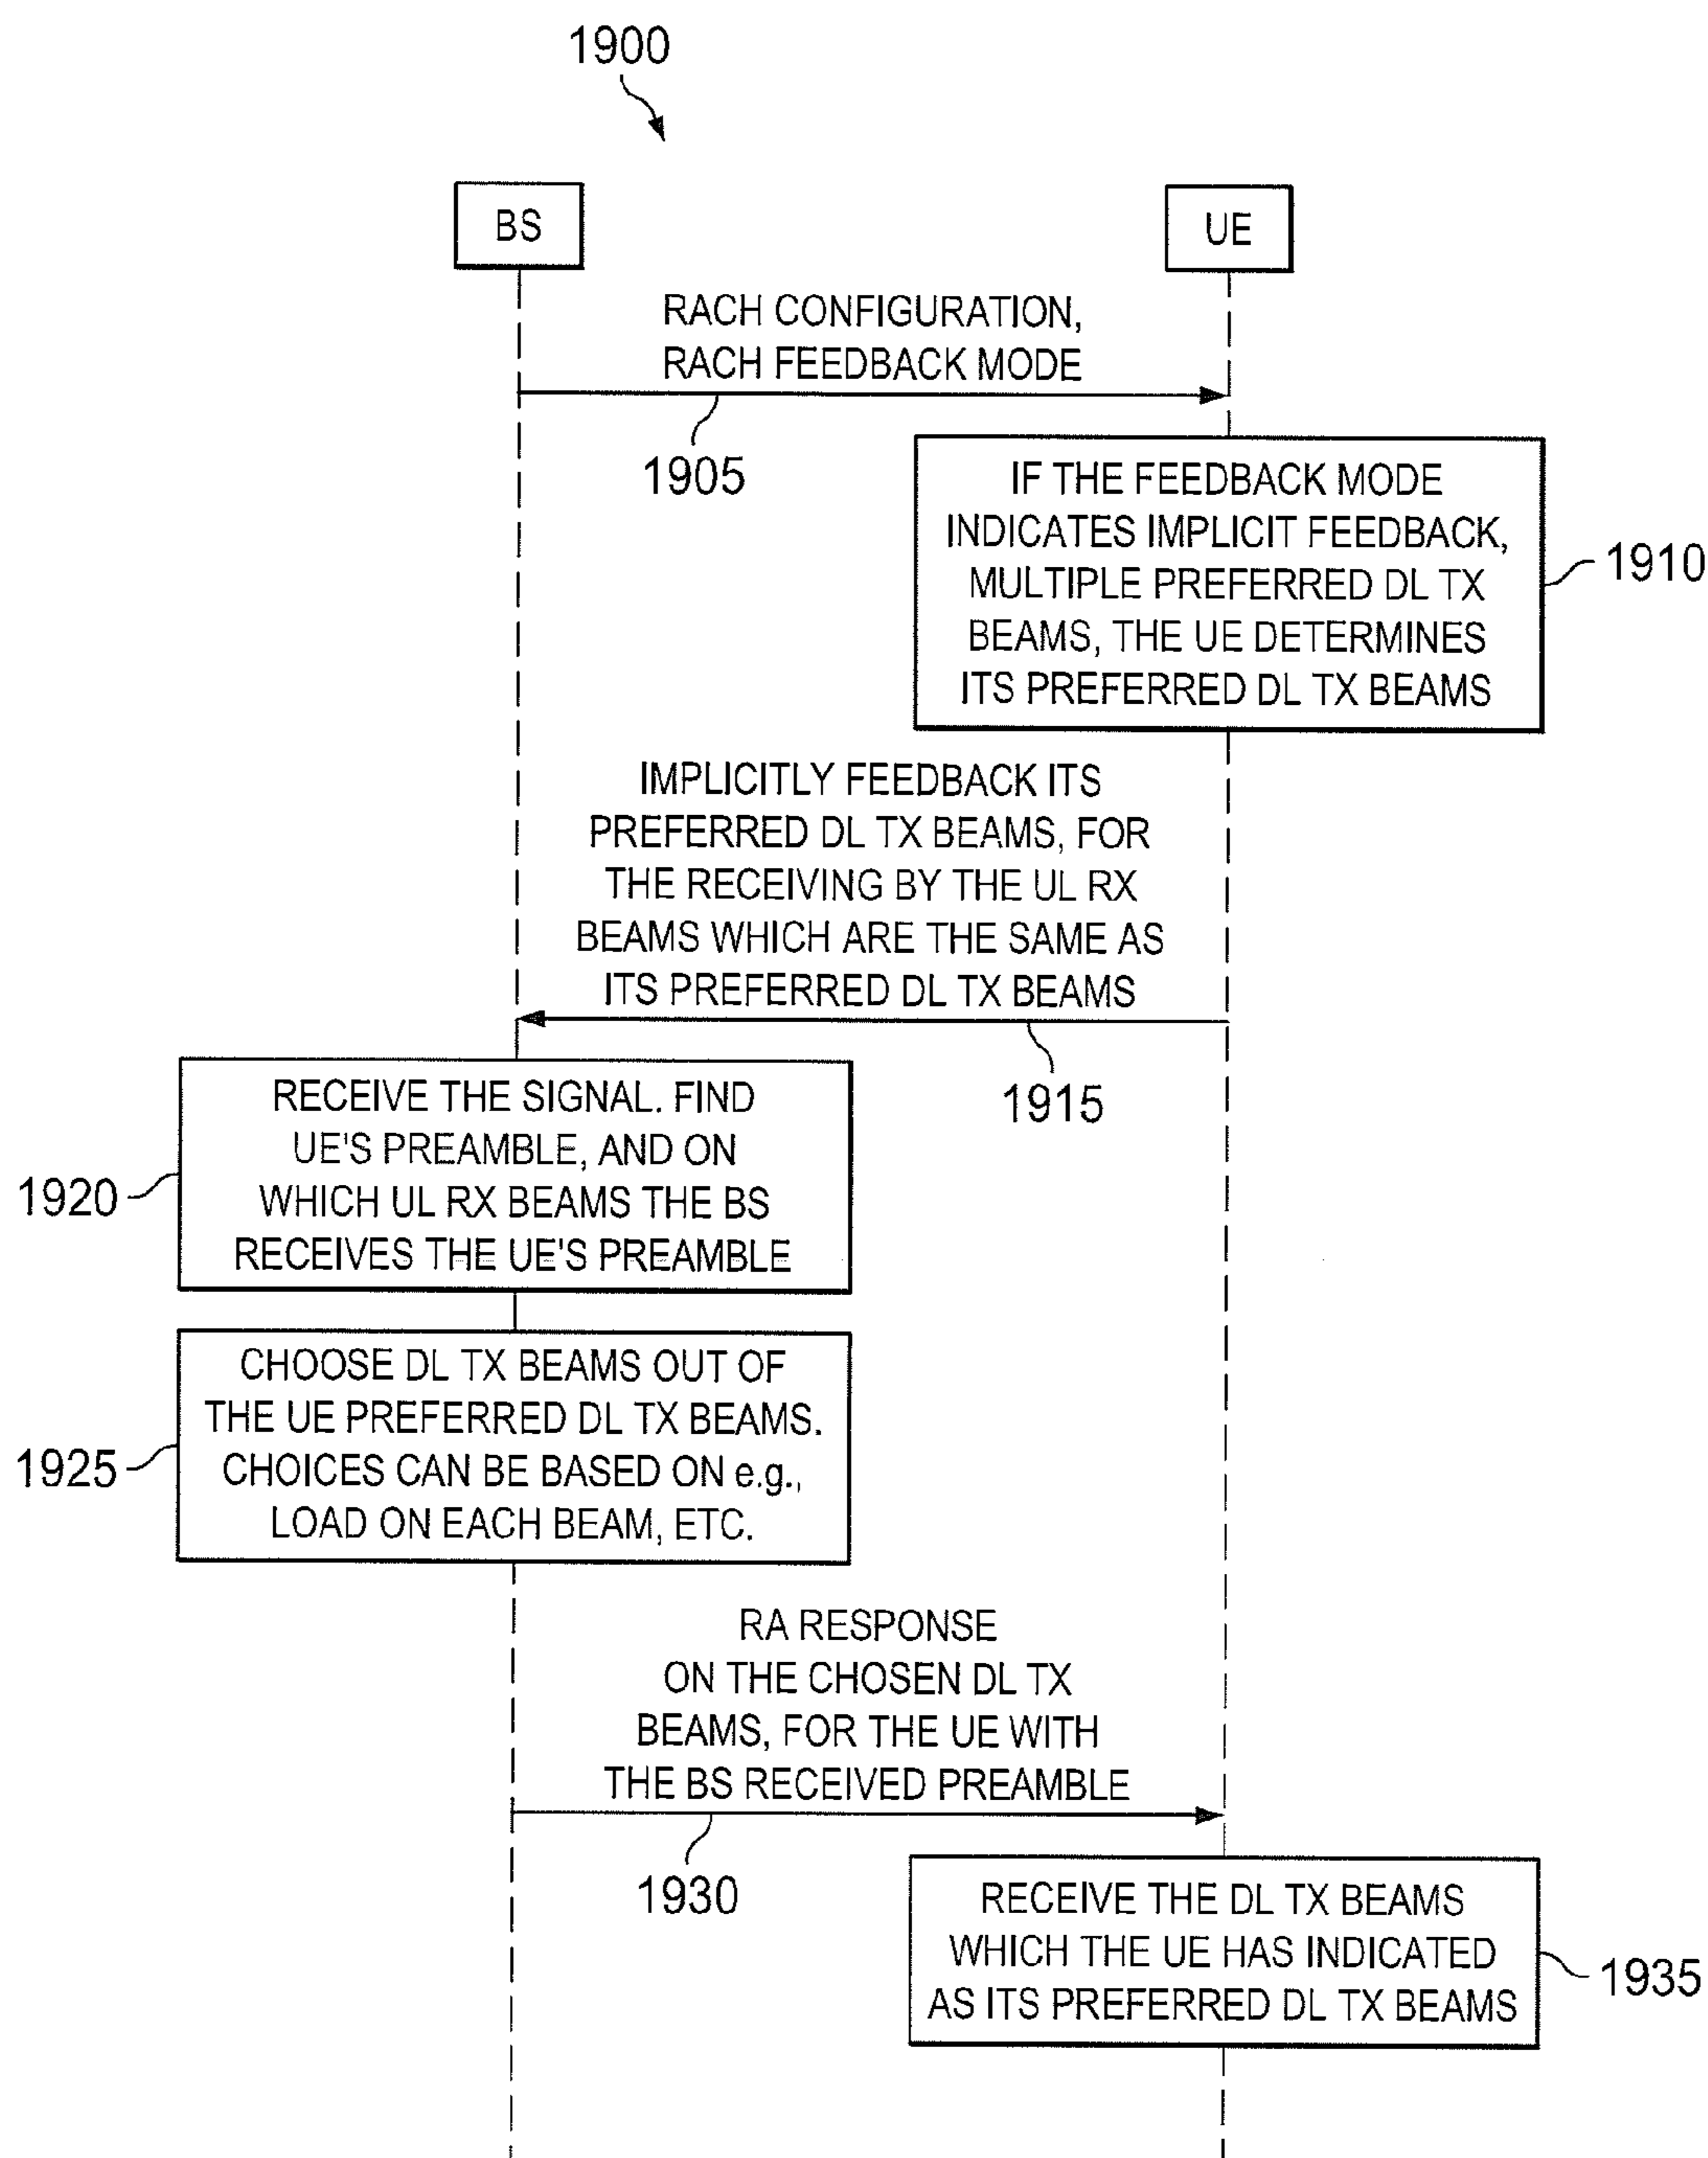 1900
BS
UE
RACH CONFIGURATION,
RACH FEEDBACK MODE
1905
IF THE FEEDBACK MODE
INDICATES IMPLICIT FEEDBACK,
MULTIPLE PREFERRED DL TX
BEAMS, THE UE DETERMINES
ITS PREFERRED DL TX BEAMS
1910
IMPLICITLY FEEDBACK ITS
PREFERRED DL TX BEAMS, FOR
THE RECEIVING BY THE UL RX
BEAMS WHICH ARE THE SAME AS
ITS PREFERRED DL TX BEAMS
1915
RECEIVE THE SIGNAL. FIND
UE'S PREAMBLE, AND ON
WHICH UL RX BEAMS THE BS
RECEIVES THE UE'S PREAMBLE
1920
CHOOSE DL TX BEAMS OUT OF
THE UE PREFERRED DL TX BEAMS.
CHOICES CAN BE BASED ON e.g.,
LOAD ON EACH BEAM, ETC.
1925
RA RESPONSE
ON THE CHOSEN DL TX
BEAMS, FOR THE UE WITH
THE BS RECEIVED PREAMBLE
1930
RECEIVE THE DL TX BEAMS
WHICH THE UE HAS INDICATED
AS ITS PREFERRED DL TX BEAMS
1935